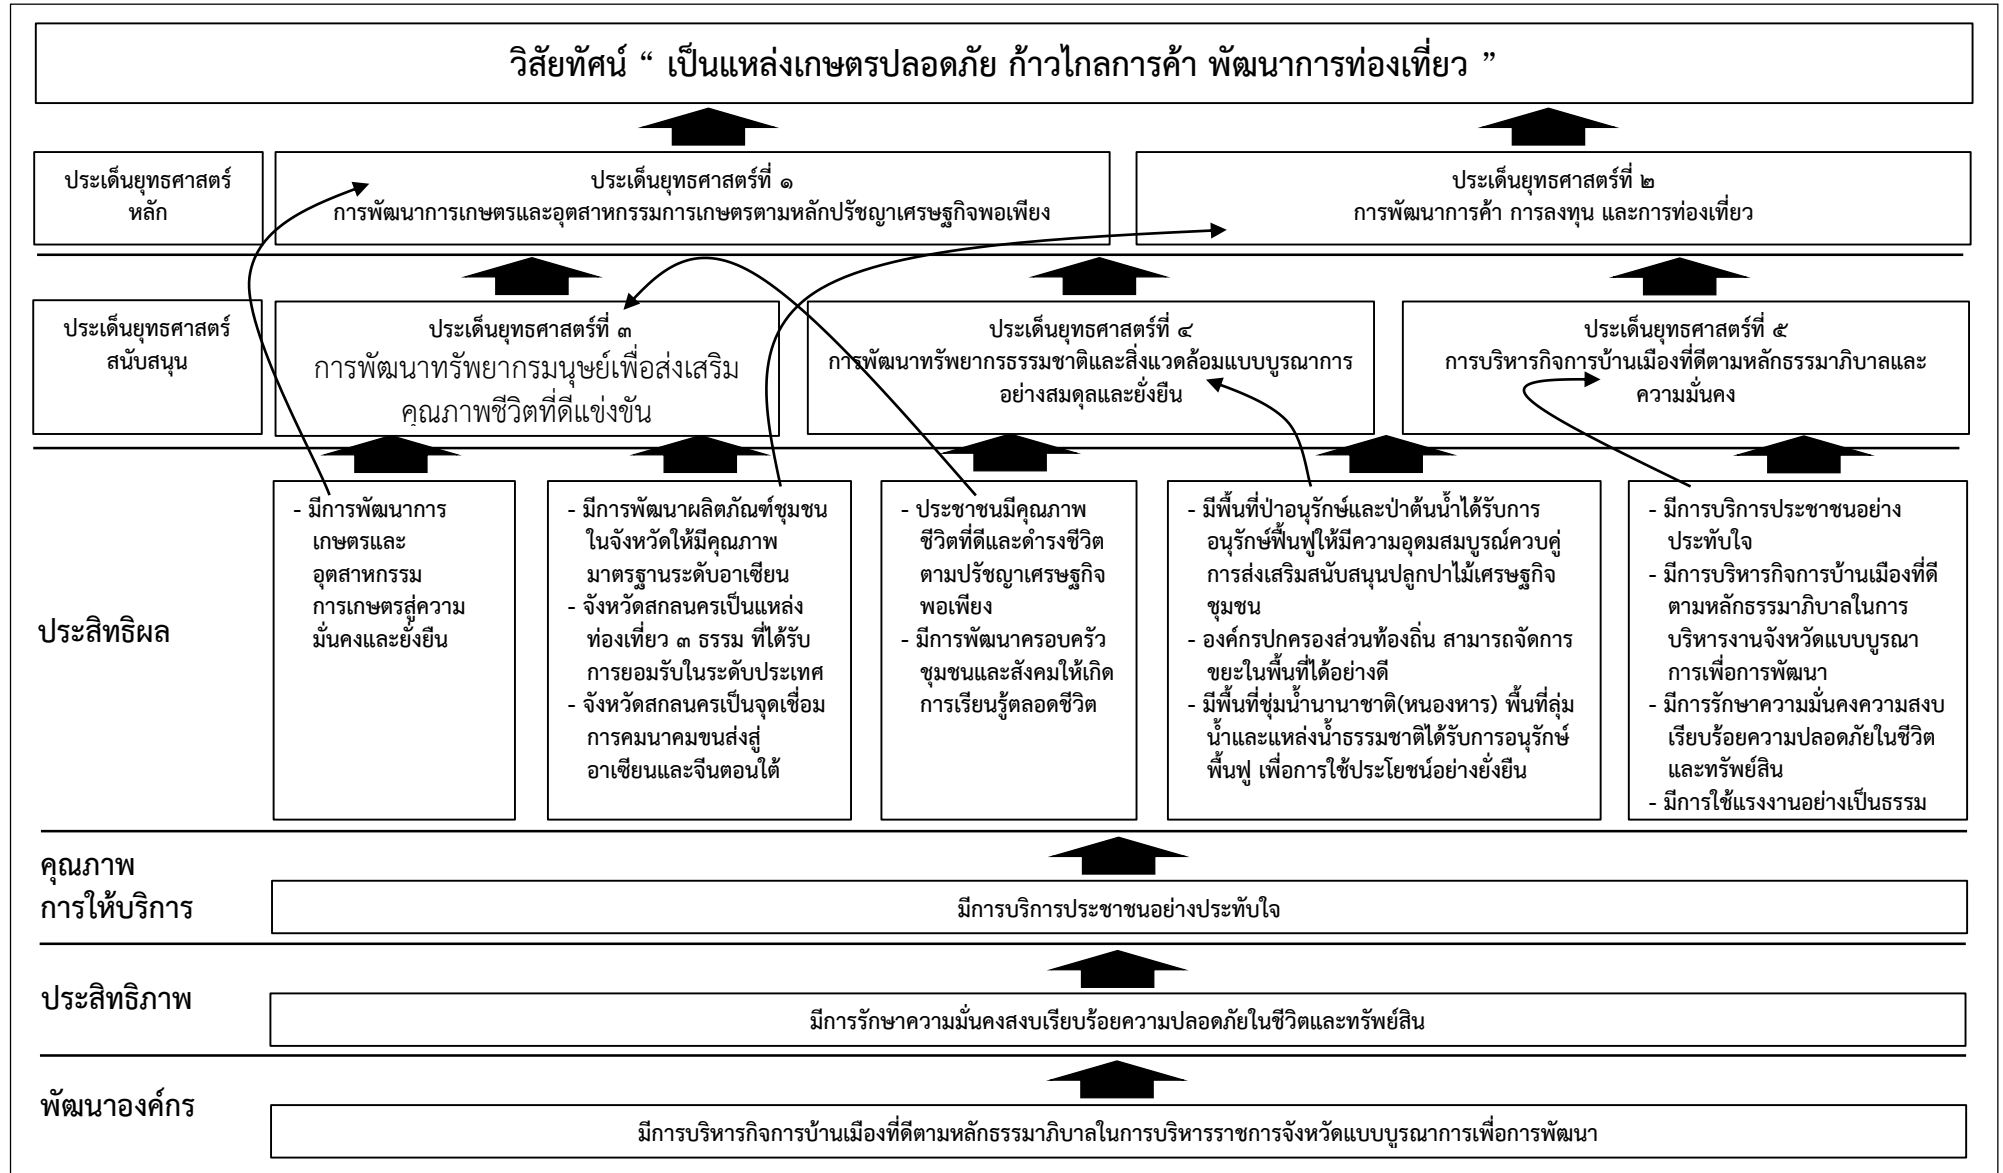 วิสัยทัศน์ “ เป็นแหล่งเกษตรปลอดภัย ก้าวไกลการค้า พัฒนาการท่องเที่ยว ”
ประเด็นยุทธศาสตร์
หลัก
ประเด็นยุทธศาสตร์ที่ ๑
การพัฒนาการเกษตรและอุตสาหกรรมการเกษตรตามหลักปรัชญาเศรษฐกิจพอเพียง
ประเด็นยุทธศาสตร์ที่ ๒
การพัฒนาการค้า การลงทุน และการท่องเที่ยว
ประเด็นยุทธศาสตร์
สนับสนุน
ประเด็นยุทธศาสตร์ที่ ๓
การพัฒนาทรัพยากรมนุษย์เพื่อส่งเสริม
คุณภาพชีวิตที่ดีแข่งขัน
ประเด็นยุทธศาสตร์ที่ ๔
การพัฒนาทรัพยากรธรรมชาติและสิ่งแวดล้อมแบบบูรณาการ
อย่างสมดุลและยั่งยืน
ประเด็นยุทธศาสตร์ที่ ๕
การบริหารกิจการบ้านเมืองที่ดีตามหลักธรรมาภิบาลและ
ความมั่นคง
ประสิทธิผล
- มีการพัฒนาการ
เกษตรและ
อุตสาหกรรม
การเกษตรสู่ความ
มั่นคงและยั่งยืน
- มีการพัฒนาผลิตภัณฑ์ชุมชน
ในจังหวัดให้มีคุณภาพ
มาตรฐานระดับอาเซียน
- จังหวัดสกลนครเป็นแหล่ง
ท่องเที่ยว ๓ ธรรม ที่ได้รับ
การยอมรับในระดับประเทศ
- จังหวัดสกลนครเป็นจุดเชื่อม
การคมนาคมขนส่งสู่
อาเซียนและจีนตอนใต้
- ประชาชนมีคุณภาพ
ชีวิตที่ดีและดำรงชีวิต
ตามปรัชญาเศรษฐกิจ
พอเพียง
- มีการพัฒนาครอบครัว
ชุมชนและสังคมให้เกิด
การเรียนรู้ตลอดชีวิต
- มีพื้นที่ป่าอนุรักษ์และป่าต้นน้ำได้รับการ
อนุรักษ์ฟื้นฟูให้มีความอุดมสมบูรณ์ควบคู่
การส่งเสริมสนับสนุนปลูกปาไม้เศรษฐกิจ
ชุมชน
- องค์กรปกครองส่วนท้องถิ่น สามารถจัดการ
ขยะในพื้นที่ได้อย่างดี
- มีพื้นที่ชุ่มน้ำนานาชาติ(หนองหาร) พื้นที่ลุ่ม
น้ำและแหล่งน้ำธรรมชาติได้รับการอนุรักษ์
พื้นฟู เพื่อการใช้ประโยชน์อย่างยั่งยืน
- มีการบริการประชาชนอย่าง
ประทับใจ
- มีการบริหารกิจการบ้านเมืองที่ดี
ตามหลักธรรมาภิบาลในการ
บริหารงานจังหวัดแบบบูรณา
การเพื่อการพัฒนา
- มีการรักษาความมั่นคงความสงบ
เรียบร้อยความปลอดภัยในชีวิต
และทรัพย์สิน
- มีการใช้แรงงานอย่างเป็นธรรม
คุณภาพ
การให้บริการ
มีการบริการประชาชนอย่างประทับใจ
ประสิทธิภาพ
มีการรักษาความมั่นคงสงบเรียบร้อยความปลอดภัยในชีวิตและทรัพย์สิน
พัฒนาองค์กร
มีการบริหารกิจการบ้านเมืองที่ดีตามหลักธรรมาภิบาลในการบริหารราชการจังหวัดแบบบูรณาการเพื่อการพัฒนา